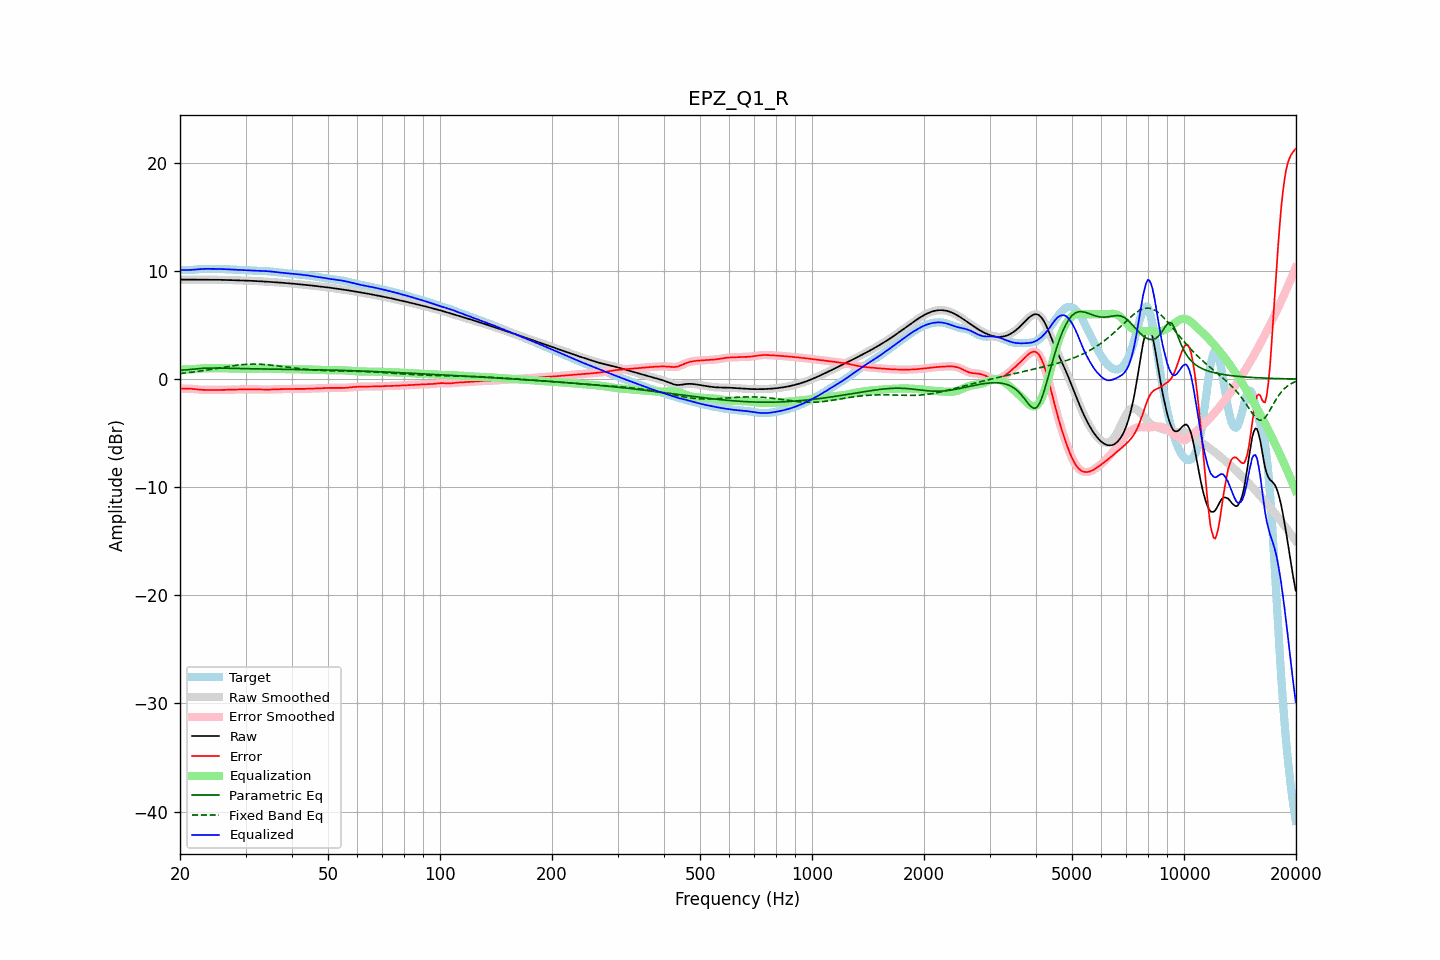 EPZ_Q1_R
Amplitude (dBr)
20
10
0
−10
−20
−30
−40
Target
Raw Smoothed
Error Smoothed
Raw
Error
Equalization
Parametric Eq
Fixed Band Eq
Equalized
20 50 100 200 500 1000 2000 5000 10000 20000
Frequency (Hz)